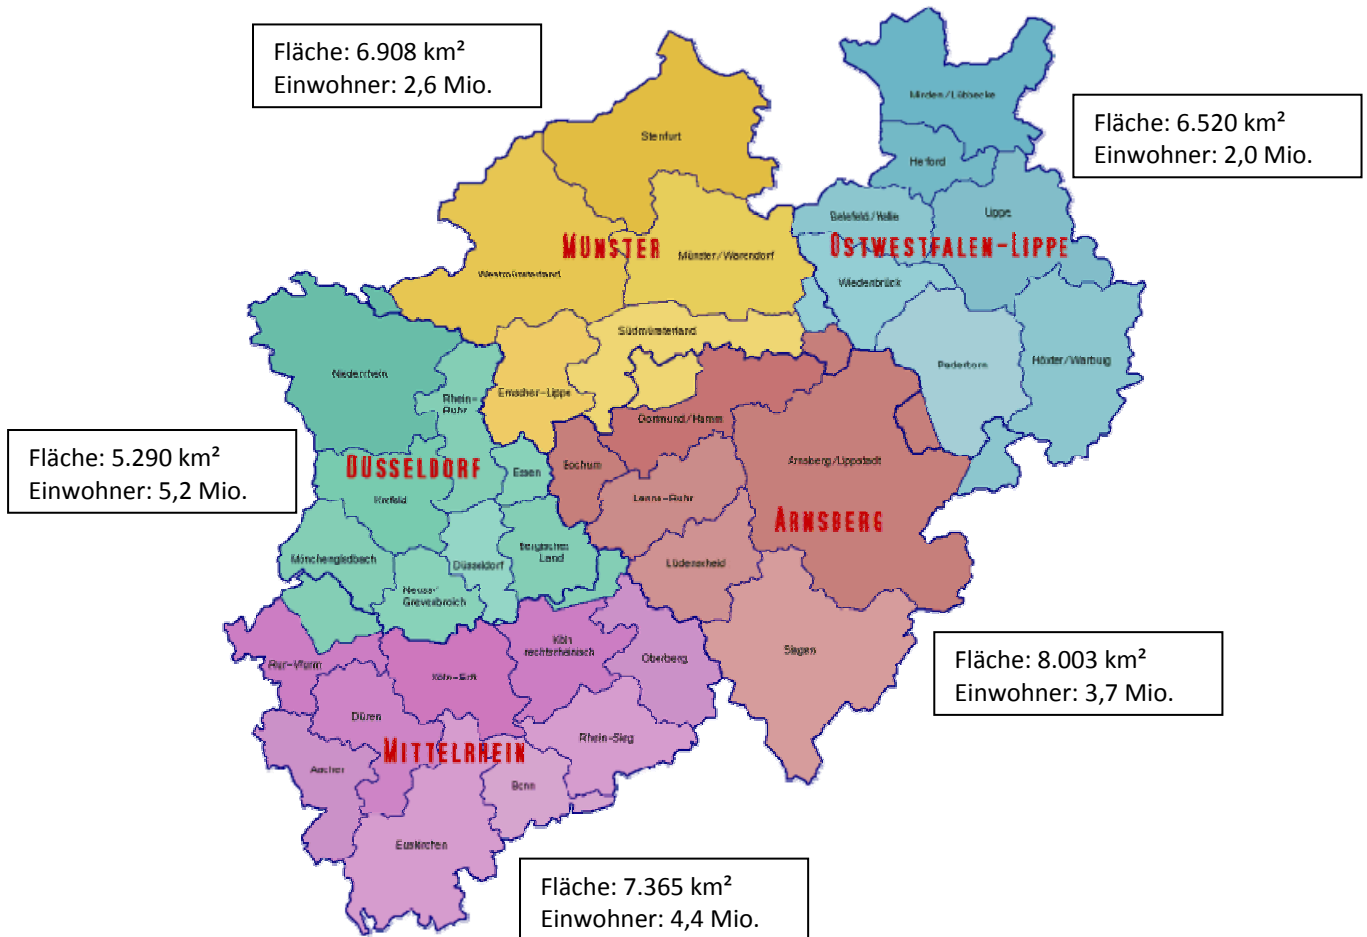 Fläche: 6.908 km²
Einwohner: 2,6 Mio.
Minden/Lübbecke
Fläche: 6.520 km²
Einwohner: 2,0 Mio.
Steinfurt
Herford
Bielefeld/Halle
Lippe
MÜNSTER
Münster/Warendorf
OSTWESTFALEN-LIPPE
Westmünsterland
Wiedenbrück
Südmünsterland
Niederrhein
Paderborn
Höxter/Warburg
Rhein-
Ruhr
Emscher-Lippe
Dortmund/Hamm
Fläche: 5.290 km²
Einwohner: 5,2 Mio.
DÜSSELDORF
Essen
Bochum
Arnsberg/Lippstadt
Krefeld
Lenne-Ruhr
ARNSBERG
Mönchengladbach
Düsseldorf
Bergisches
Land
Lüdenscheid
Neuss/
Grevenbroich
Rur-Wurm
Köln-Erft
Köln
rechtsrheinisch
Oberberg
Siegen
Fläche: 8.003 km²
Einwohner: 3,7 Mio.
Düren
Rhein-Sieg
MITTELRHEIN
Aachen
Bonn
Euskirchen
Fläche: 7.365 km²
Einwohner: 4,4 Mio.